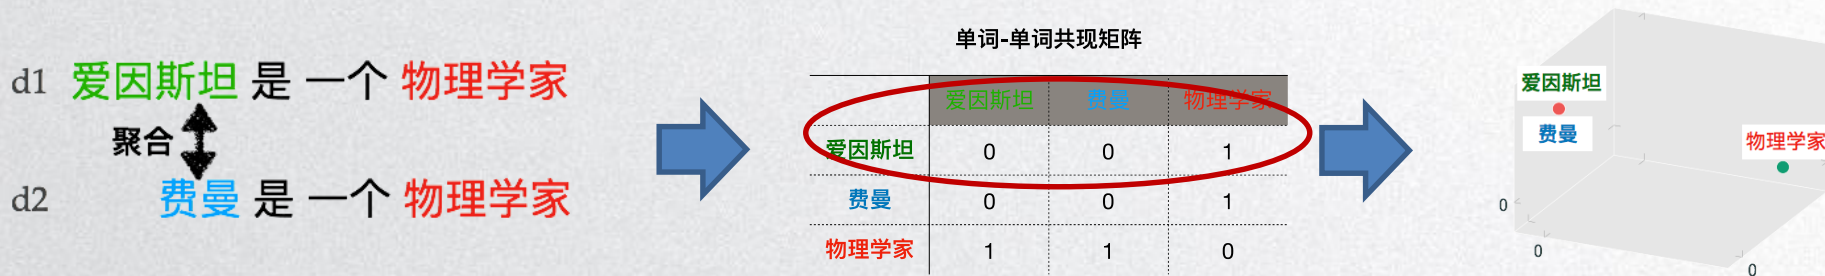 d1 爱因斯坦 是 一个 物理学家
聚合
d2 费曼 是 一个 物理学家
单词-单词共现矩阵
爱因斯坦 费曼 物理学家
爱因斯坦 0 0 1
费曼 0 0 1
物理学家 1 1 0
爱因斯坦
费曼
物理学家
0
0
0